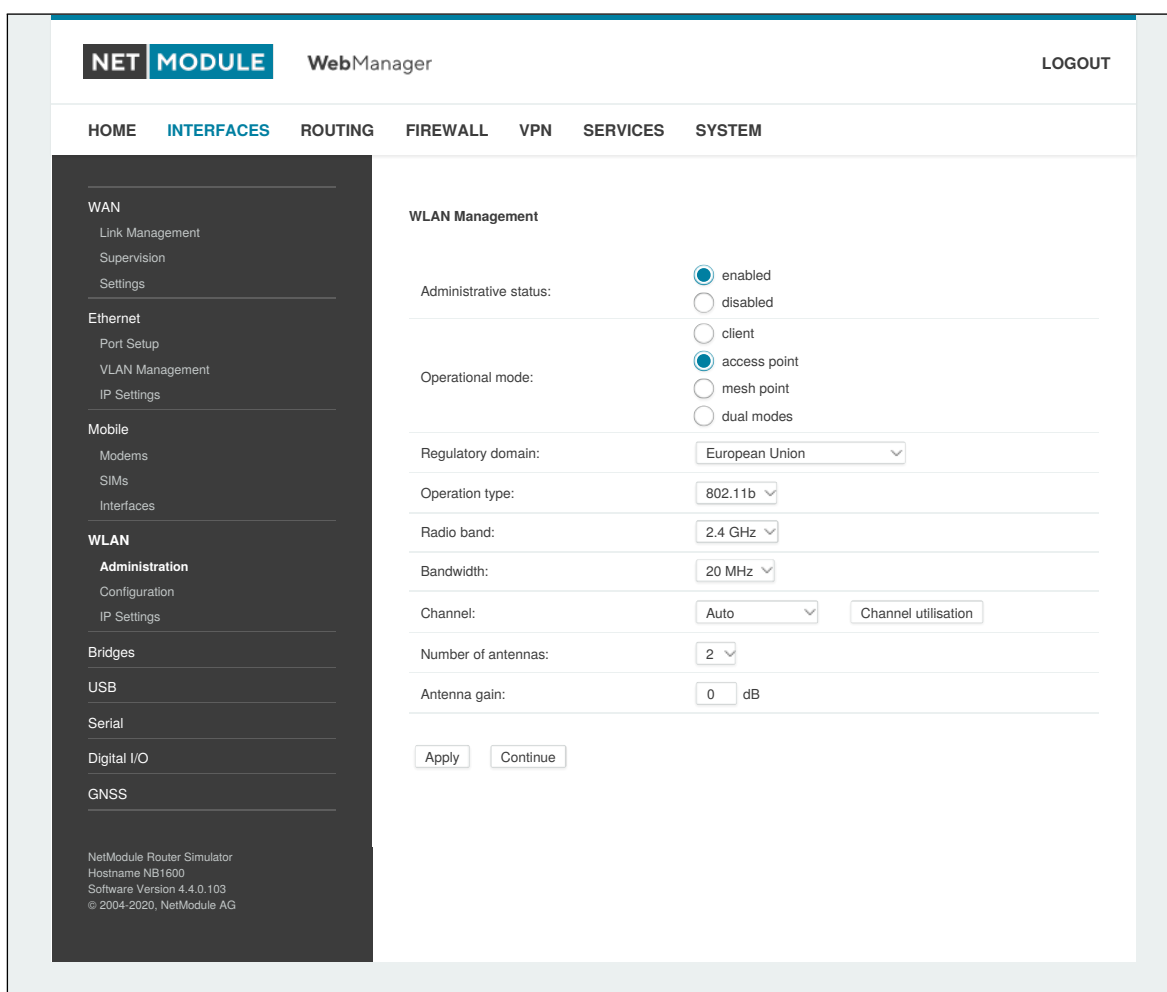 NET MODULE WebManager LOGOUT
HOME INTERFACES ROUTING FIREWALL VPN SERVICES SYSTEM
WAN
Link Management
Supervision
Settings
Ethernet
Port Setup
VLAN Management
IP Settings
Mobile
Modems
SIMs
Interfaces
WLAN
Administration
Configuration
IP Settings
Bridges
USB
Serial
Digital I/O
GNSS
NetModule Router Simulator
Hostname NB1600
Software Version 4.4.0.103
© 2004-2020, NetModule AG
WLAN Management
Administrative status:
enabled
disabled
Operational mode:
client
access point
mesh point
dual modes
Regulatory domain: European Union
Operation type: 802.11b
Radio band: 2.4 GHz
Bandwidth: 20 MHz
Channel: Auto Channel utilisation
Number of antennas: 2
Antenna gain: 0 dB
Apply Continue